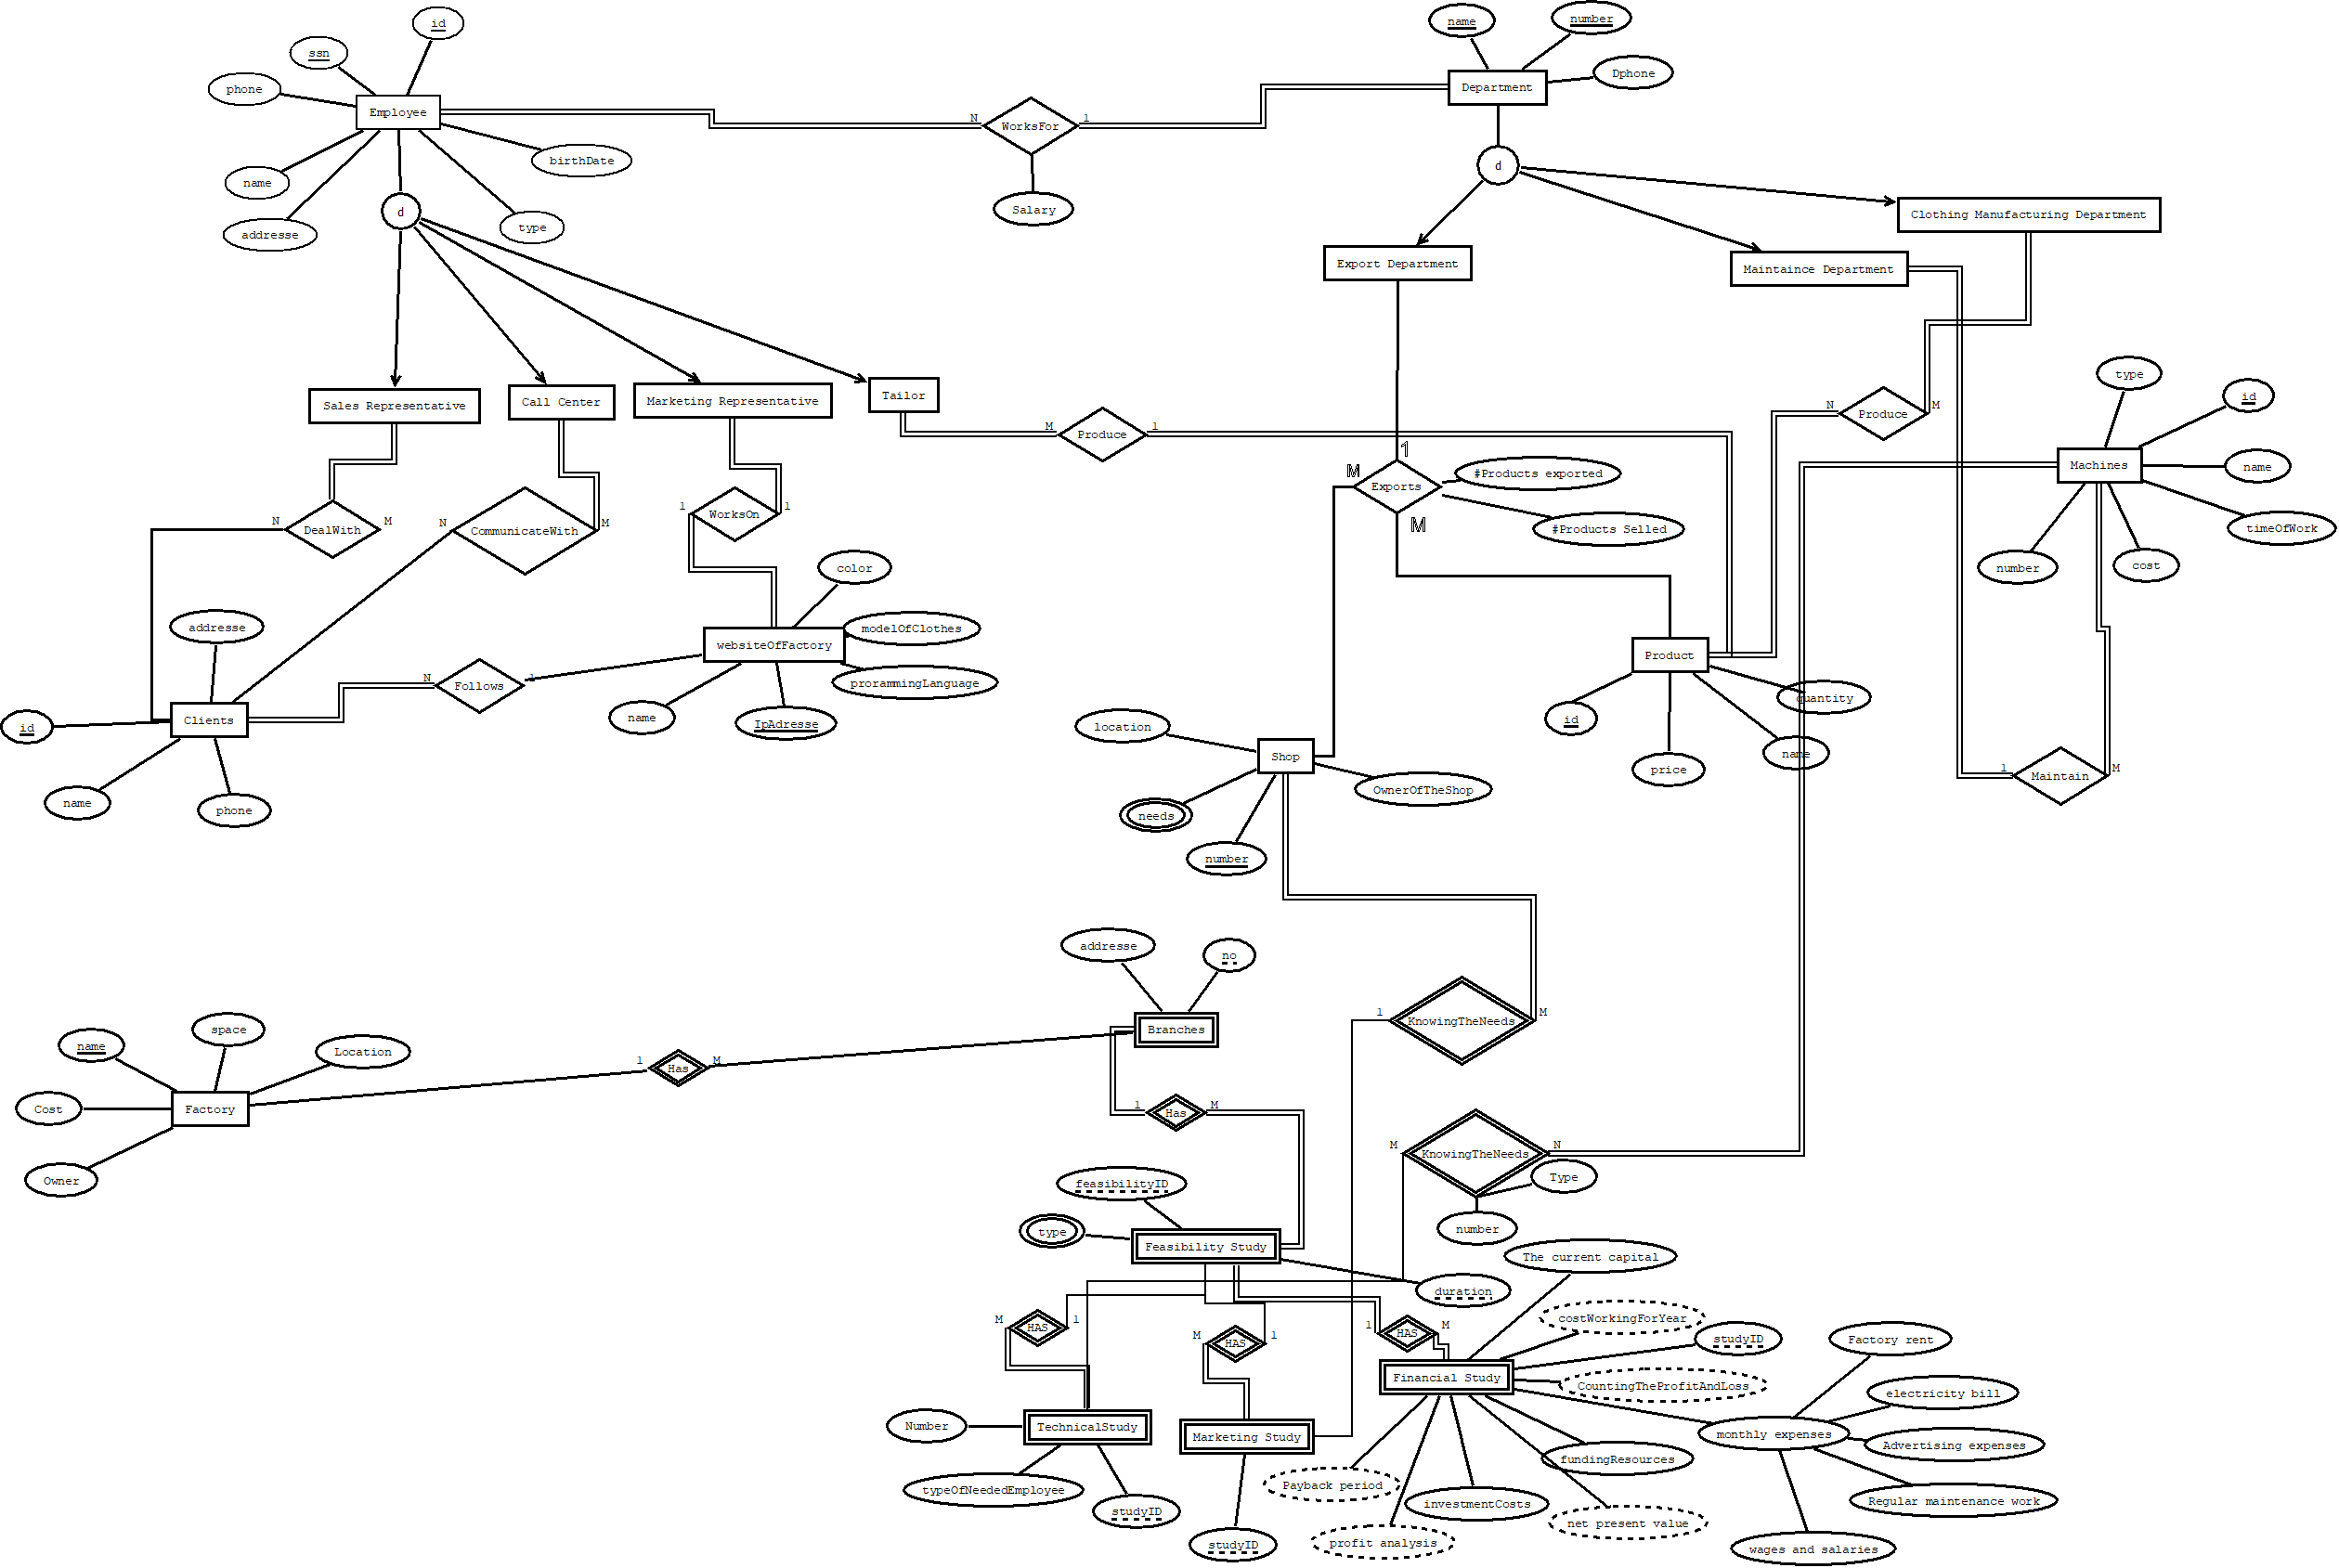 id
ssn
phone
Employee
name
addresse
birthDate
type
d
N
WorksFor
1
Salary
name
number
Dphone
Department
d
Clothing Manufacturing Department
Export Department
Maintaince Department
Sales Representative
Call Center
Marketing Representative
Tailor
M
Produce
1
N
Produce
M
type
id
Machines
name
timeOfWork
number
cost
1
M
Exports
M
#Products exported
#Products Selled
N
DealWith
M
N
CommunicateWith
M
1
WorksOn
1
color
modelOfClothes
websiteOfFactory
prorammingLanguage
name
IpAdresse
addresse
N
Follows
1
Clients
id
name
phone
Product
quantity
id
name
price
location
Shop
OwnerOfTheShop
needs
number
1
Maintain
M
addresse
no
Branches
1
KnowingTheNeeds
M
name
space
Location
Cost
Factory
Owner
1
Has
M
1
Has
M
M
KnowingTheNeeds
N
Type
number
feasibilityID
type
Feasibility Study
duration
The current capital
M
HAS
1
M
HAS
1
1
HAS
M
costWorkingForYear
studyID
Financial Study
CountingTheProfitAndLoss
Factory rent
electricity bill
monthly expenses
Advertising expenses
Regular maintenance work
wages and salaries
Number
TechnicalStudy
typeOfNeededEmployee
studyID
Marketing Study
studyID
Payback period
profit analysis
investmentCosts
fundingResources
net present value